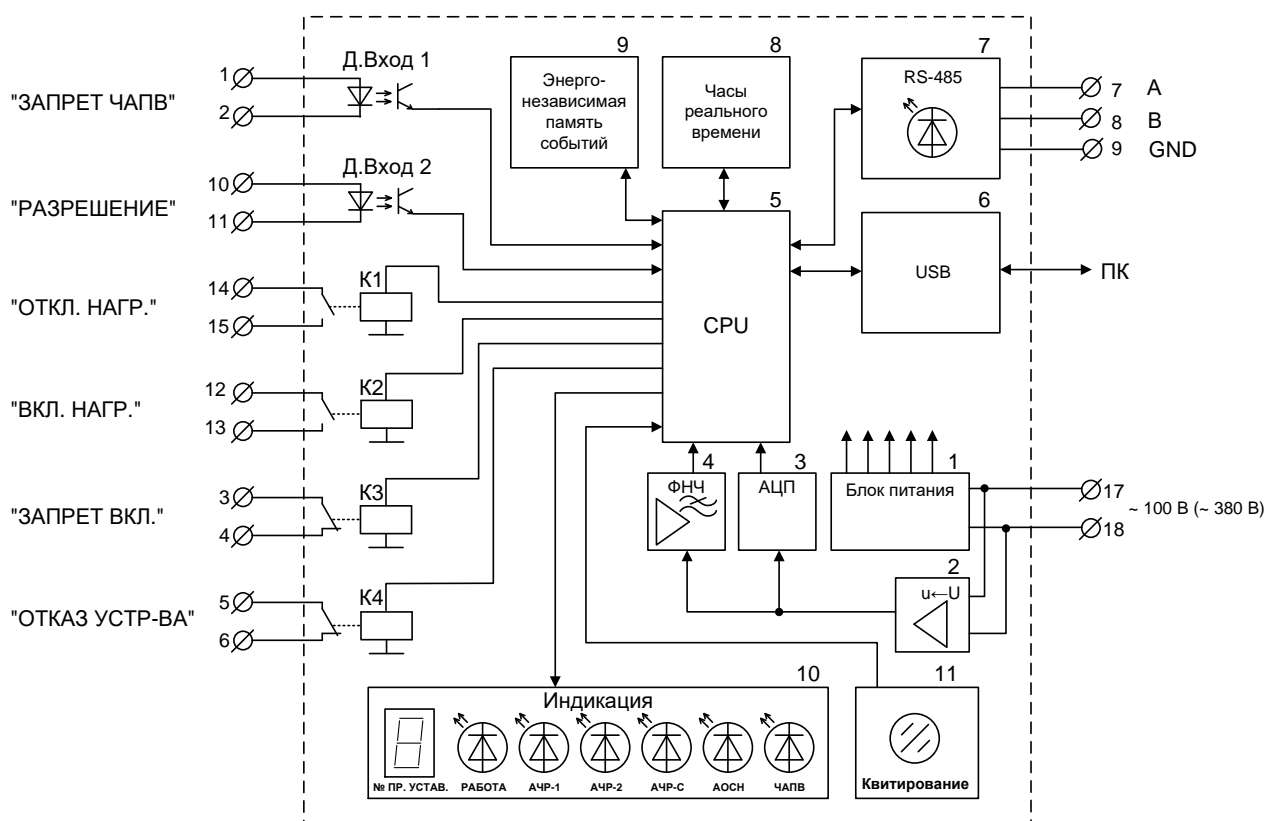 9
8
7
1
Д.Вход 1
Энерго-
независимая
память
событий
Часы
реального
времени
RS-485
7 A
"ЗАПРЕТ ЧАПВ"
2
8 B
9 GND
10
Д.Вход 2
"РАЗРЕШЕНИЕ"
11
5
6
USB
ПК
14
К1
"ОТКЛ. НАГР."
15
CPU
12
К2
"ВКЛ. НАГР."
13
4
3
1
ФНЧ
АЦП
Блок питания
17
~ 100 В (~ 380 В)
18
3
К3
"ЗАПРЕТ ВКЛ."
4
2
u←U
5
К4
"ОТКАЗ УСТР-ВА"
6
10
11
Индикация
№ ПР. УСТАВ.
РАБОТА
АЧР-1
АЧР-2
АЧР-С
АОСН
ЧАПВ
Квитирование